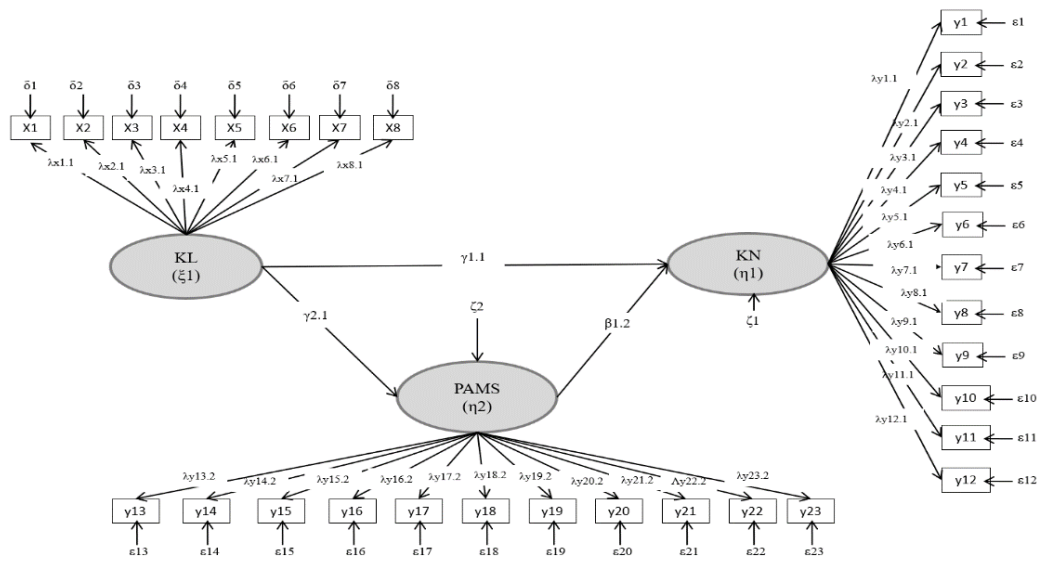 δ1 δ2 δ3 δ4 δ5 δ6 δ7 δ8
X1 X2 X3 X4 X5 X6 X7 X8
λx1.1 λx2.1 λx3.1 λx4.1 λx5.1 λx6.1 λx7.1 λx8.1
KL
(ξ1)
γ1.1
γ2.1
ζ2
β1.2
KN
(η1)
ζ1
PAMS
(η2)
λy1.1
λy2.1
λy3.1
λy4.1
λy5.1
λy6.1
λy7.1
λy8.1
λy9.1
λy10.1
λy11.1
λy12.1
y1 ε1
y2 ε2
y3 ε3
y4 ε4
y5 ε5
y6 ε6
y7 ε7
y8 ε8
y9 ε9
y10 ε10
y11 ε11
y12 ε12
λy13.2 λy14.2 λy15.2 λy16.2 λy17.2 λy18.2 λy19.2 λy20.2 λy21.2 Λy22.2 λy23.2
y13 y14 y15 y16 y17 y18 y19 y20 y21 y22 y23
ε13 ε14 ε15 ε16 ε17 ε18 ε19 ε20 ε21 ε22 ε23